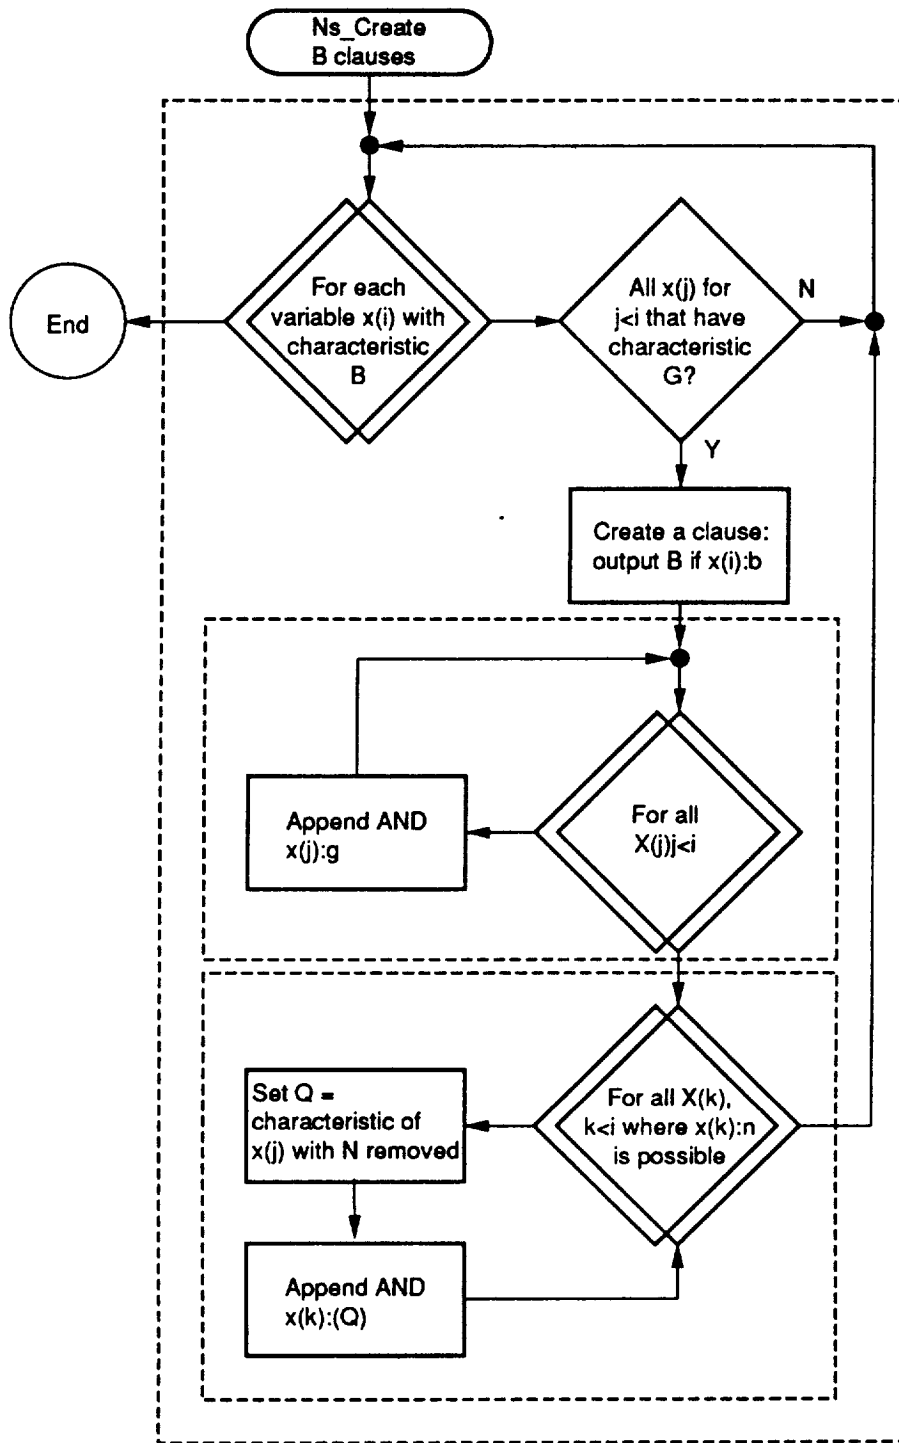 Ns_Create
B clauses
For each
variable x(i) with
characteristic
B
End
All x(j) for
j<i that have
characteristic
G?
N
Y
Create a clause:
output B if x(i):b
For all
X(j)j<i
Append AND
x(j):g
For all X(k),
k<i where x(k):n
is possible
Set Q =
characteristic of
x(j) with N removed
Append AND
x(k):(Q)